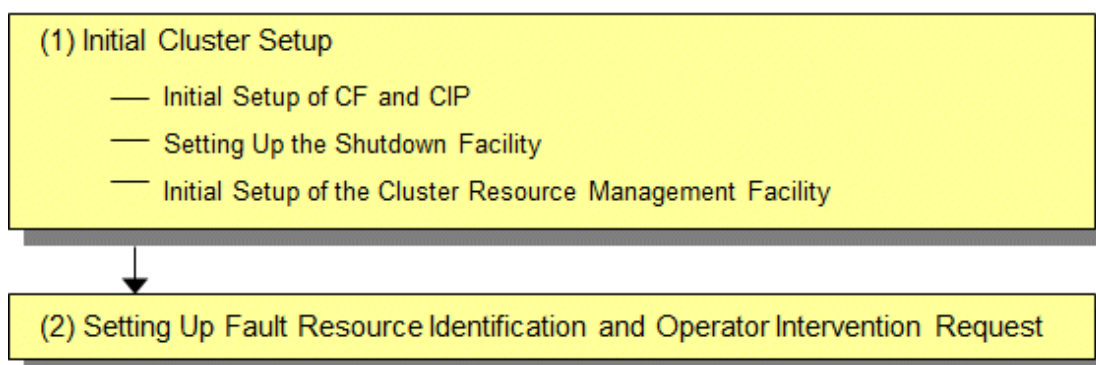 (1) Initial Cluster Setup
Initial Setup of CF and CIP
Setting Up the Shutdown Facility
Initial Setup of the Cluster Resource Management Facility
(2) Setting Up Fault Resource Identification and Operator Intervention Request